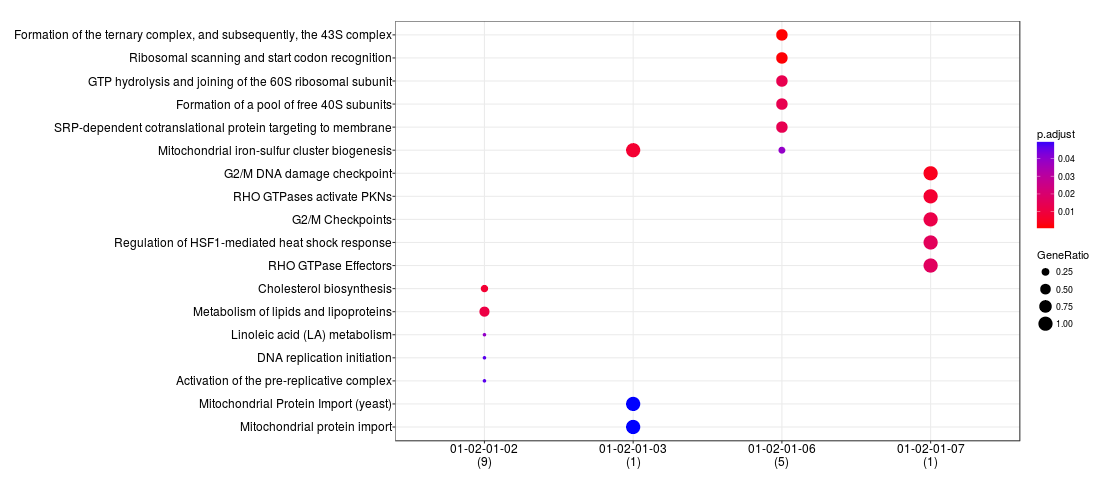 Formation of the ternary complex, and subsequently, the 43S complex
Ribosomal scanning and start codon recognition
GTP hydrolysis and joining of the 60S ribosomal subunit
Formation of a pool of free 40S subunits
SRP-dependent cotranslational protein targeting to membrane
Mitochondrial iron-sulfur cluster biogenesis
G2/M DNA damage checkpoint
RHO GTPases activate PKNs
G2/M Checkpoints
Regulation of HSF1-mediated heat shock response
RHO GTPase Effectors
Cholesterol biosynthesis
Metabolism of lipids and lipoproteins
Linoleic acid (LA) metabolism
DNA replication initiation
Activation of the pre-replicative complex
Mitochondrial Protein Import (yeast)
Mitochondrial protein import
01-02-01-02
(9)
01-02-01-03
(1)
01-02-01-06
(5)
01-02-01-07
(1)
p.adjust
0.04
0.03
0.02
0.01
GeneRatio
0.25
0.50
0.75
1.00